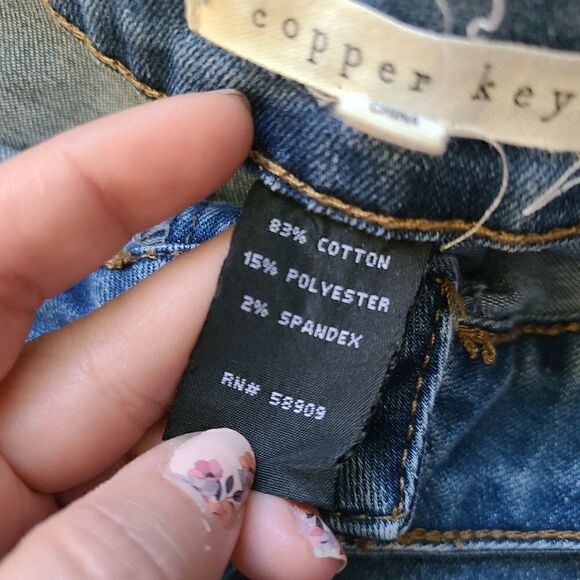 copper key
CHINA
83% COTTON
15% POLYESTER
2% SPANDEX
RN# 58909